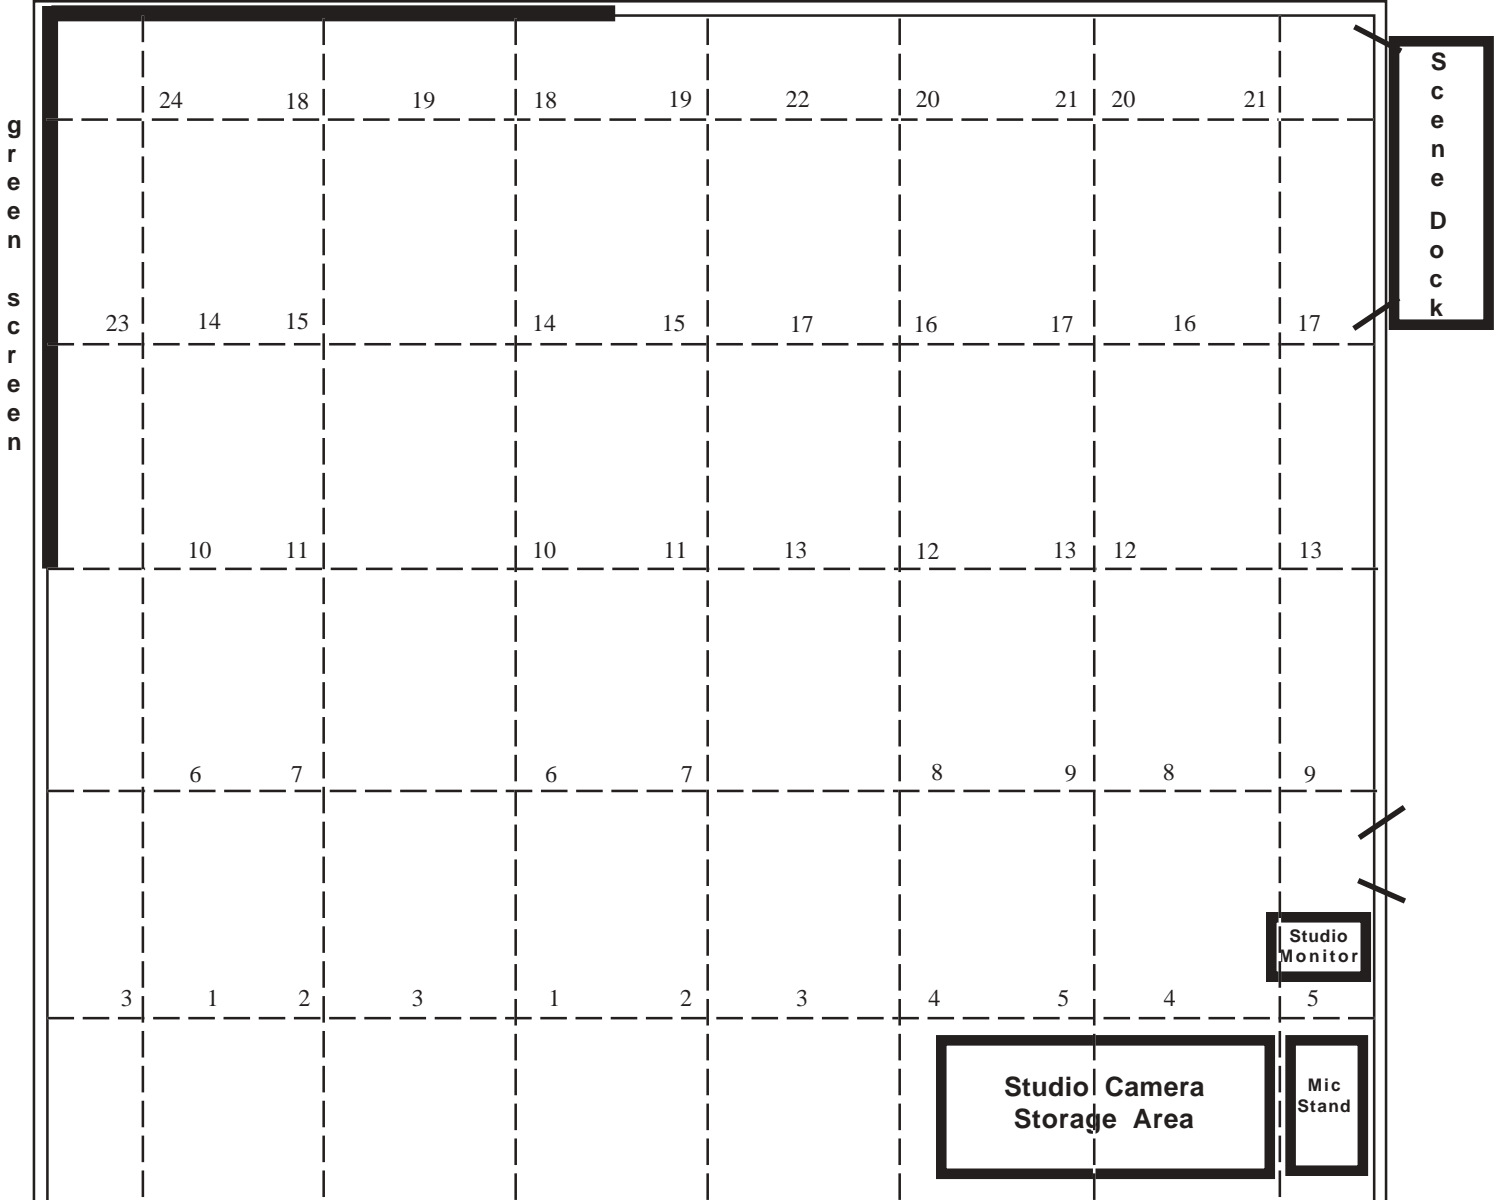 green screen
Scene Dock
24 18 19 18 19 22 20 21 20 21
23 14 15 14 15 17 16 17 16 17
10 11 10 11 13 12 13 12 13
6 7 6 7 8 9 8 9
Studio
Monitor
3 1 2 3 1 2 3 4 5 4 5
Studio Camera
Storage Area
Mic
Stand